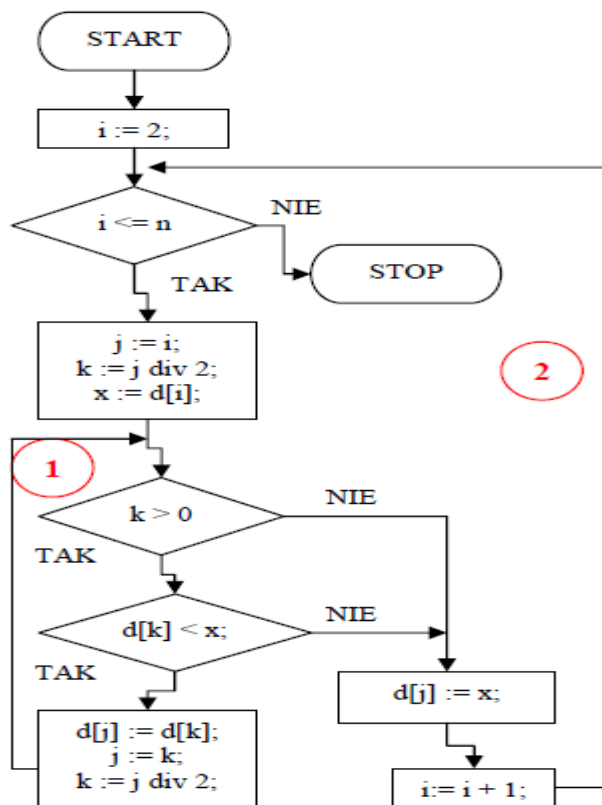 START
i := 2;
i <= n
NIE
STOP
TAK
j := i;
k := j div 2;
x := d[i];
2
1
k > 0
NIE
TAK
d[k] < x;
NIE
TAK
d[j] := x;
d[j] := d[k];
j := k;
k := j div 2;
i:= i + 1;